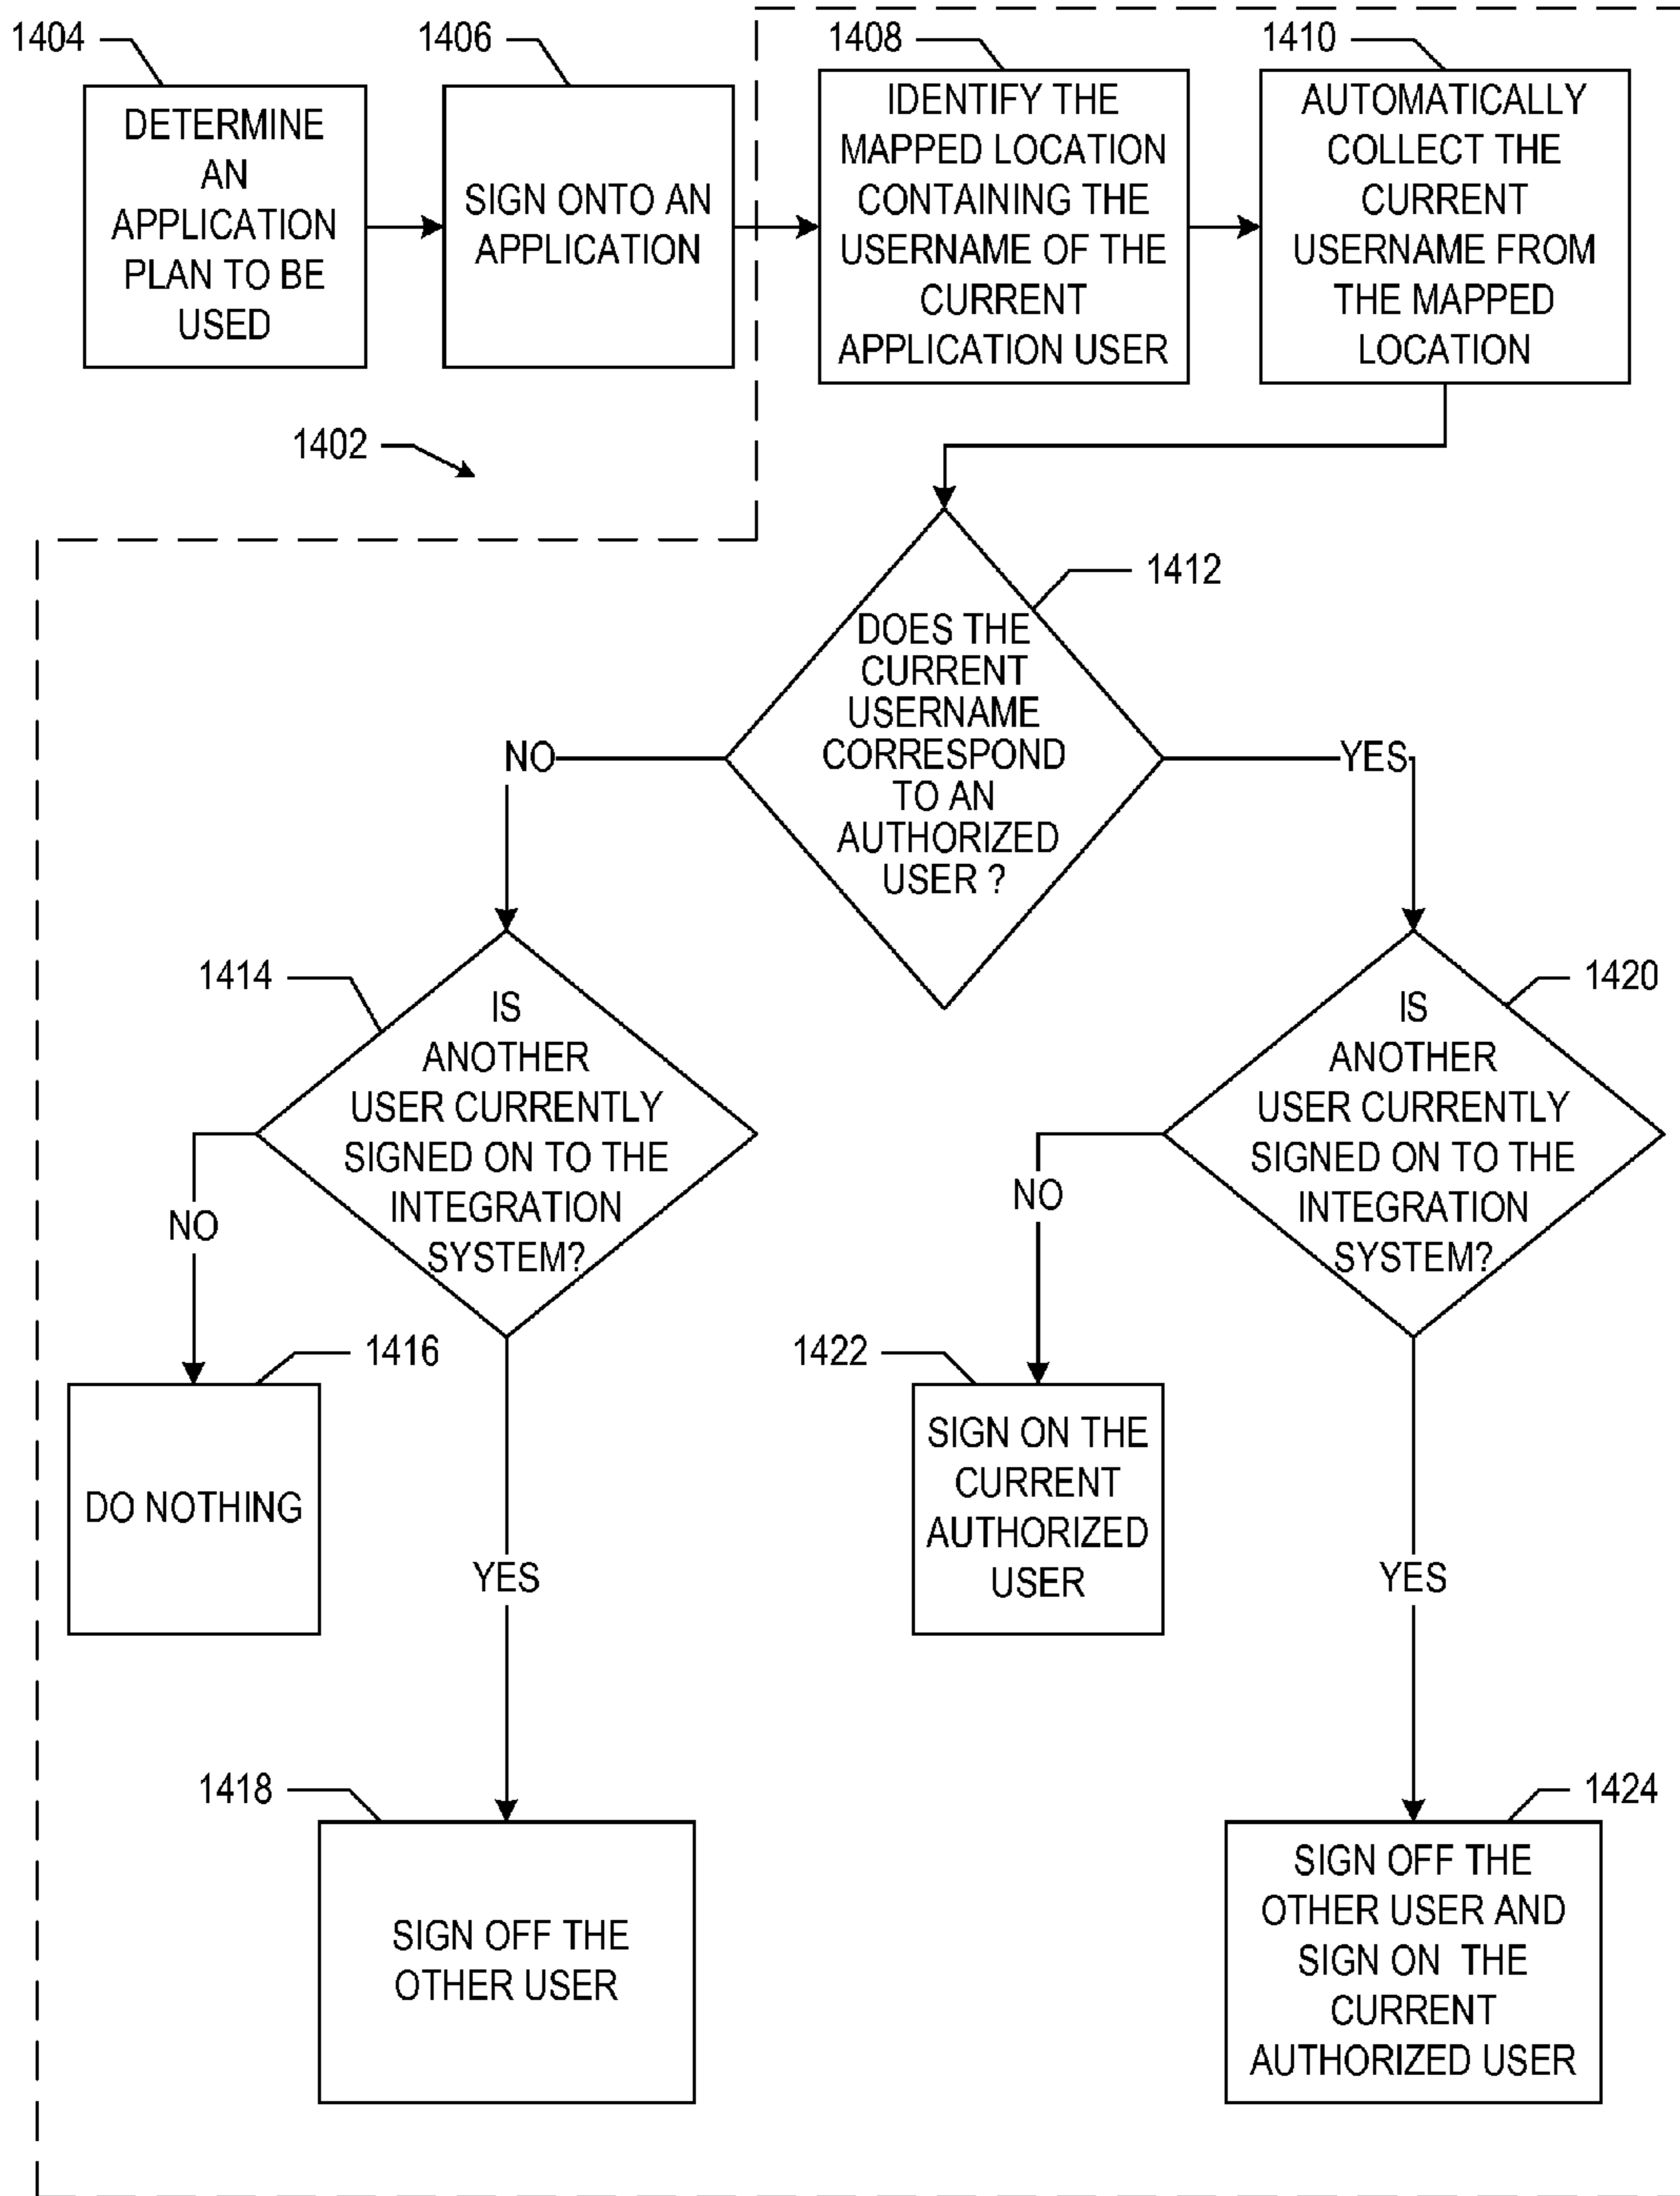 1404
DETERMINE
AN
APPLICATION
PLAN TO BE
USED
1406
SIGN ONTO AN
APPLICATION
1408
IDENTIFY THE
MAPPED LOCATION
CONTAINING THE
USERNAME OF THE
CURRENT
APPLICATION USER
1410
AUTOMATICALLY
COLLECT THE
CURRENT
USERNAME FROM
THE MAPPED
LOCATION
1402
1412
DOES THE
CURRENT
USERNAME
CORRESPOND
TO AN
AUTHORIZED
USER ?
NO
YES
1414
IS
ANOTHER
USER CURRENTLY
SIGNED ON TO THE
INTEGRATION
SYSTEM?
1420
IS
ANOTHER
USER CURRENTLY
SIGNED ON TO THE
INTEGRATION
SYSTEM?
NO
NO
1416
DO NOTHING
1422
SIGN ON THE
CURRENT
AUTHORIZED
USER
YES
YES
1418
SIGN OFF THE
OTHER USER
1424
SIGN OFF THE
OTHER USER AND
SIGN ON THE
CURRENT
AUTHORIZED USER